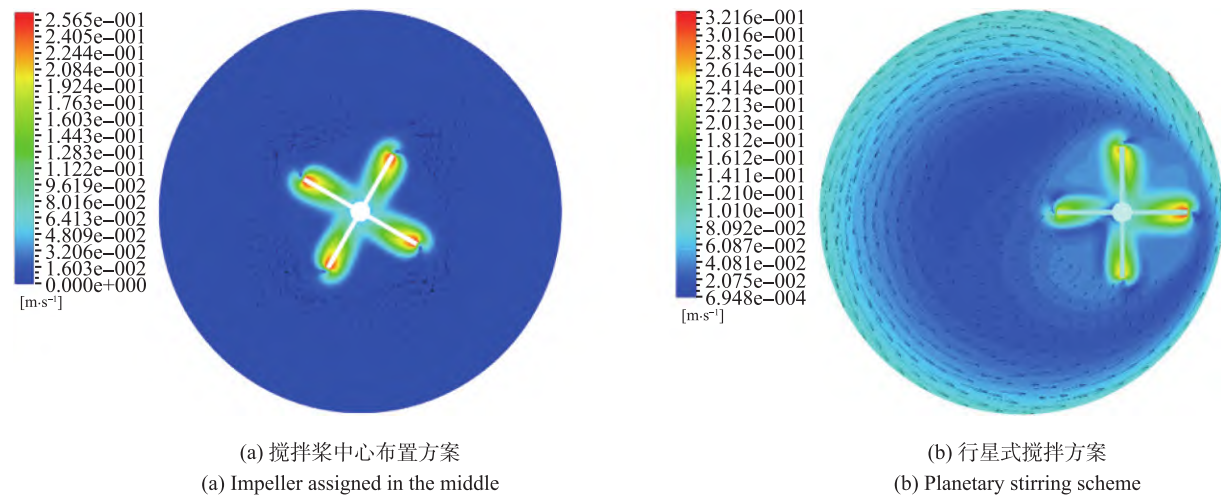 2.565e−001
2.405e−001
2.244e−001
2.084e−001
1.924e−001
1.763e−001
1.603e−001
1.443e−001
1.283e−001
1.122e−001
9.619e−002
8.016e−002
6.413e−002
4.809e−002
3.206e−002
1.603e−002
0.000e+000
[m·s⁻¹]
3.216e−001
3.016e−001
2.815e−001
2.614e−001
2.414e−001
2.213e−001
2.013e−001
1.812e−001
1.612e−001
1.411e−001
1.210e−001
1.010e−001
8.092e−002
6.087e−002
4.081e−002
2.075e−002
6.948e−004
[m·s⁻¹]
(a) 搅拌桨中心布置方案
(a) Impeller assigned in the middle
(b) 行星式搅拌方案
(b) Planetary stirring scheme